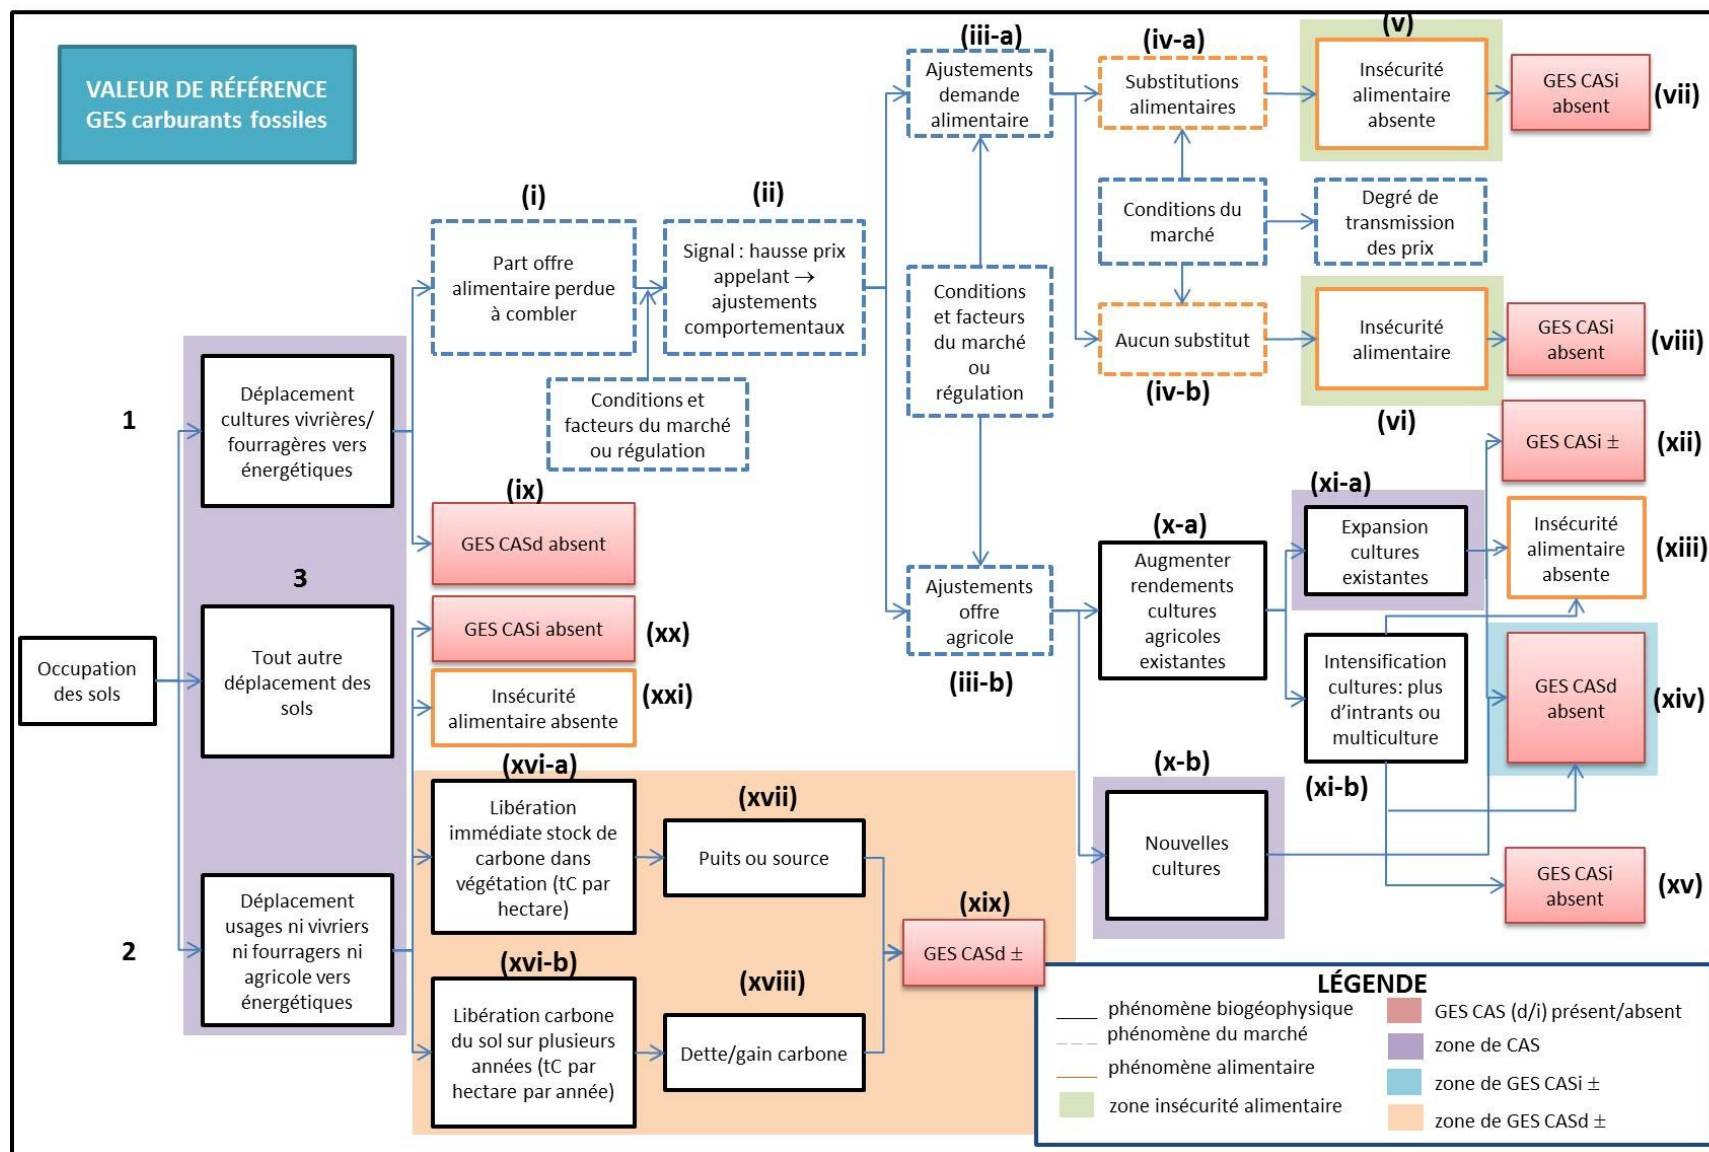 VALEUR DE RÉFÉRENCE
GES carburants fossiles
(i)
Part offre
alimentaire perdue
à combler
(ii)
Signal : hausse prix
appelant →
ajustements
comportementaux
Conditions et
facteurs du marché
ou régulation
(iii-a)
Ajustements
demande
alimentaire
Conditions
et facteurs
du marché
ou
régulation
Ajustements
offre
agricole
(iii-b)
(iv-a)
Substitutions
alimentaires
Conditions du
marché
Degré de
transmission
des prix
Aucun substitut
(iv-b)
(v)
Insécurité
alimentaire
absente
GES CASi
absent
(vii)
Insécurité
alimentaire
(vi)
GES CASi
absent
(viii)
1
Déplacement
cultures vivrières/
fourragères vers
énergétiques
(ix)
GES CASd absent
3
Occupation
des sols
Tout autre
déplacement des
sols
GES CASi absent
(xx)
Insécurité
alimentaire absente
(xxi)
2
Déplacement
usages ni vivriers
ni fourragers ni
agricole vers
énergétiques
(xvi-a)
Libération
immédiate stock de
carbone dans
végétation (tC par
hectare)
(xvii)
Puits ou source
(xvi-b)
Libération carbone
du sol sur plusieurs
années (tC par
hectare par année)
(xviii)
Dette/gain carbone
(xix)
GES CASd ±
(x-a)
Augmenter
rendements
cultures
agricoles
existantes
(x-b)
Nouvelles
cultures
(xi-a)
Expansion
cultures
existantes
Intensification
cultures: plus
d'intrants ou
multiculture
(xi-b)
GES CASi ±
(xii)
Insécurité
alimentaire
absente
(xiii)
GES CASd
absent
(xiv)
GES CASi
absent
(xv)
LÉGENDE
phénomène biogéophysique
phénomène du marché
phénomène alimentaire
zone insécurité alimentaire
GES CAS (d/i) présent/absent
zone de CAS
zone de GES CASi ±
zone de GES CASd ±